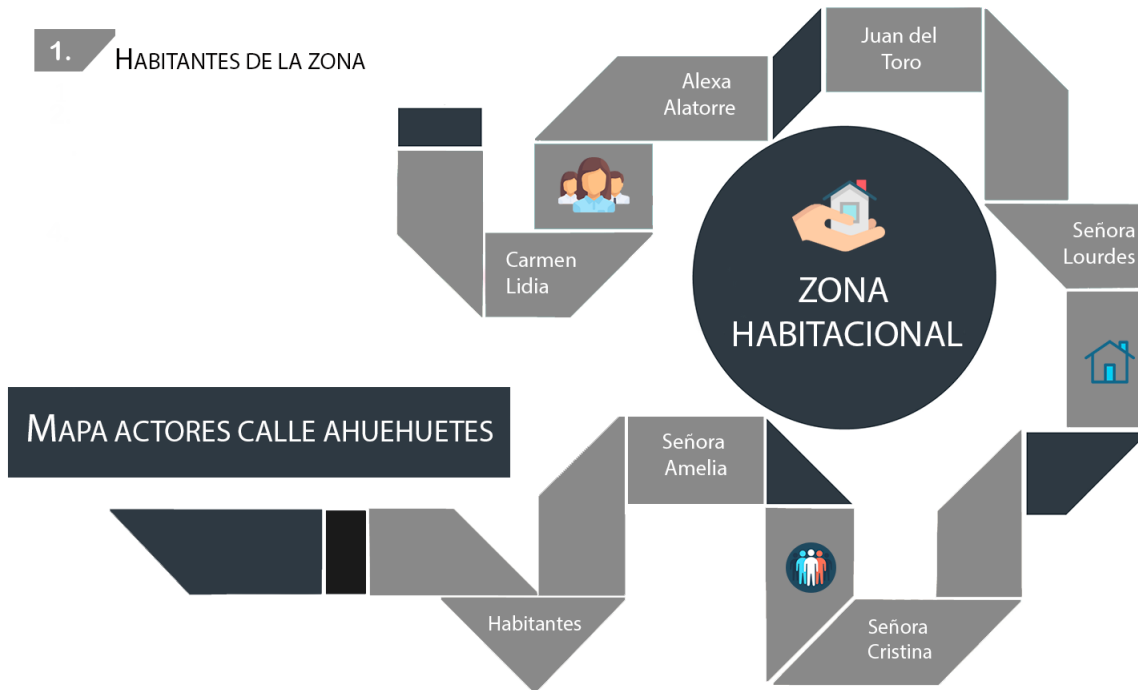 1.
HABITANTES DE LA ZONA
Juan del
Toro
Alexa
Alatorre
Señora
Lourdes
Carmen
Lidia
ZONA
HABITACIONAL
MAPA ACTORES CALLE AHUEHUETES
Señora
Amelia
Habitantes
Señora
Cristina